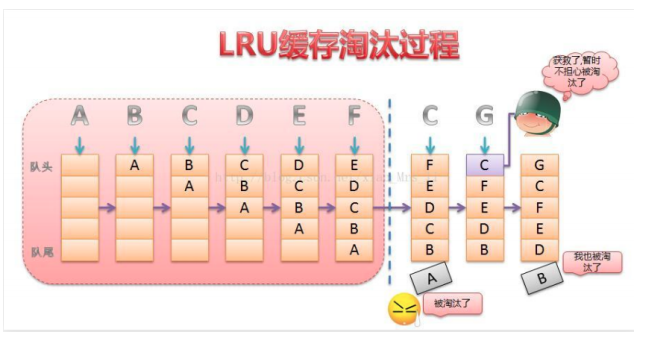 LRU缓存淘汰过程
获救了,暂时
不担心被淘
汰了
A B C D E F C G
队头
A B C D E F C G
A B C D E F C
A B C D E F
A B C E
队尾
A B B D
A
B
我也被淘
汰了
被淘汰了